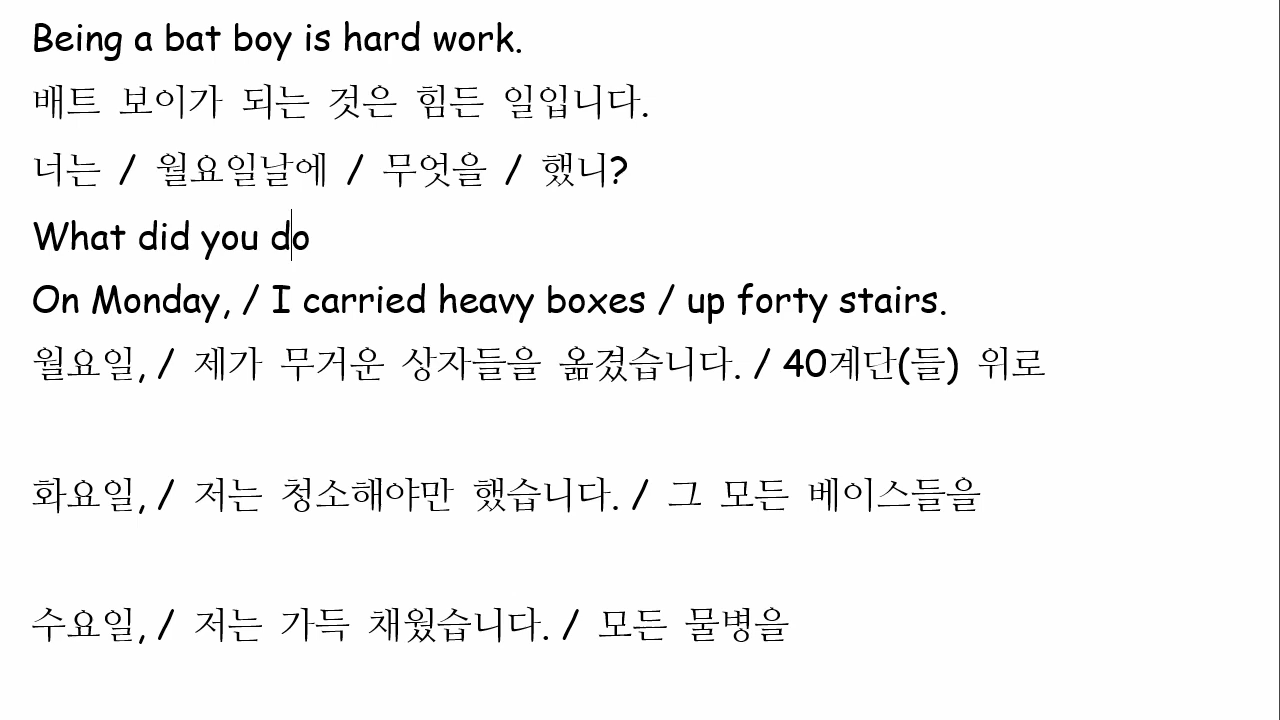 Being a bat boy is hard work.
배트 보이가 되는 것은 힘든 일입니다.
너는 / 월요일날에 / 무엇을 / 했니?
What did you do
On Monday, / I carried heavy boxes / up forty stairs.
월요일, / 제가 무거운 상자들을 옮겼습니다. / 40계단(들) 위로
화요일, / 저는 청소해야만 했습니다. / 그 모든 베이스들을
수요일, / 저는 가득 채웠습니다. / 모든 물병을